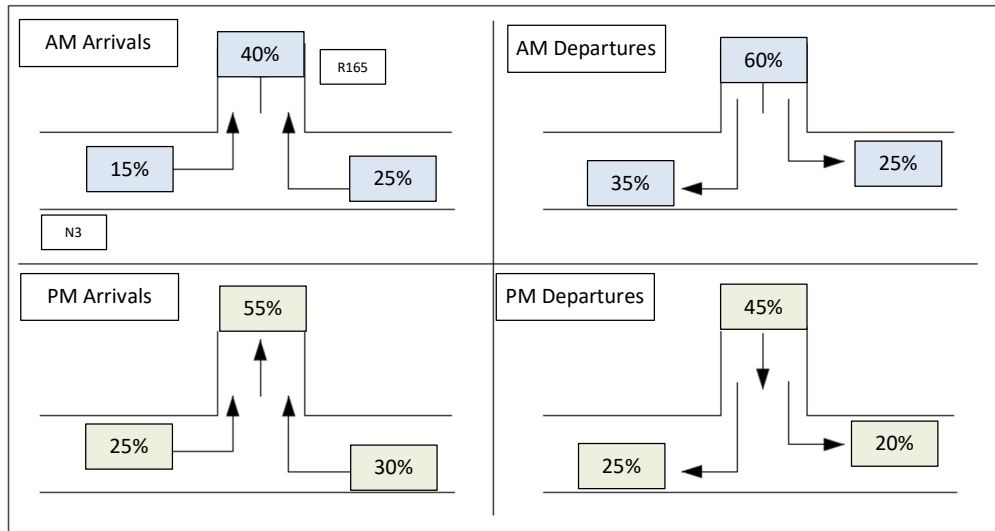 AM Arrivals
40%
R165
15%
25%
N3
AM Departures
60%
35%
25%
PM Arrivals
55%
25%
30%
PM Departures
45%
25%
20%